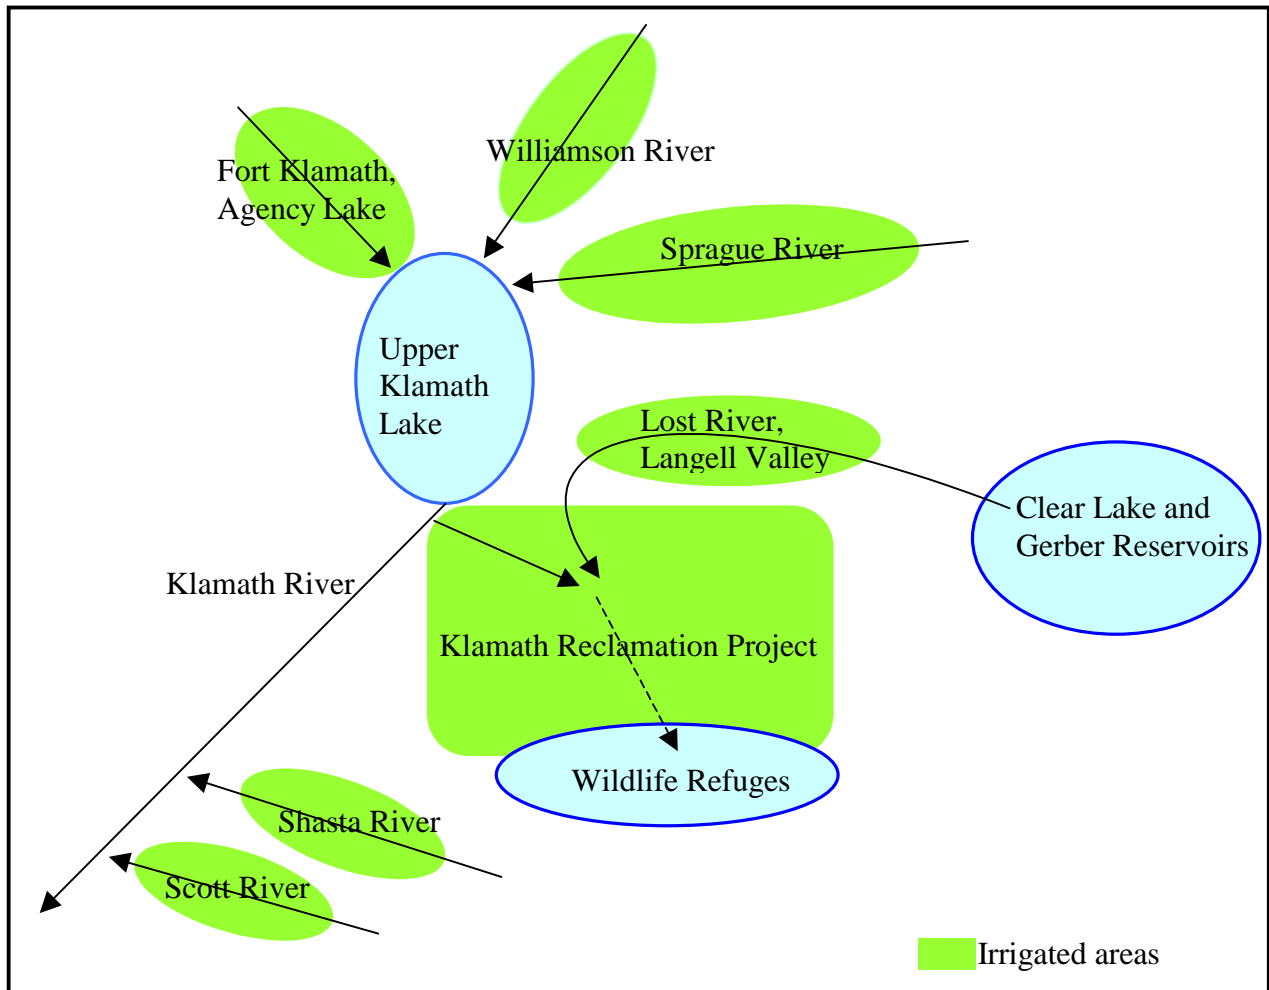 Williamson River
Fort Klamath,
Agency Lake
Sprague River
Upper
Klamath
Lake
Lost River,
Langell Valley
Clear Lake and
Gerber Reservoirs
Klamath River
Klamath Reclamation Project
Wildlife Refuges
Shasta River
Scott River
Irrigated areas